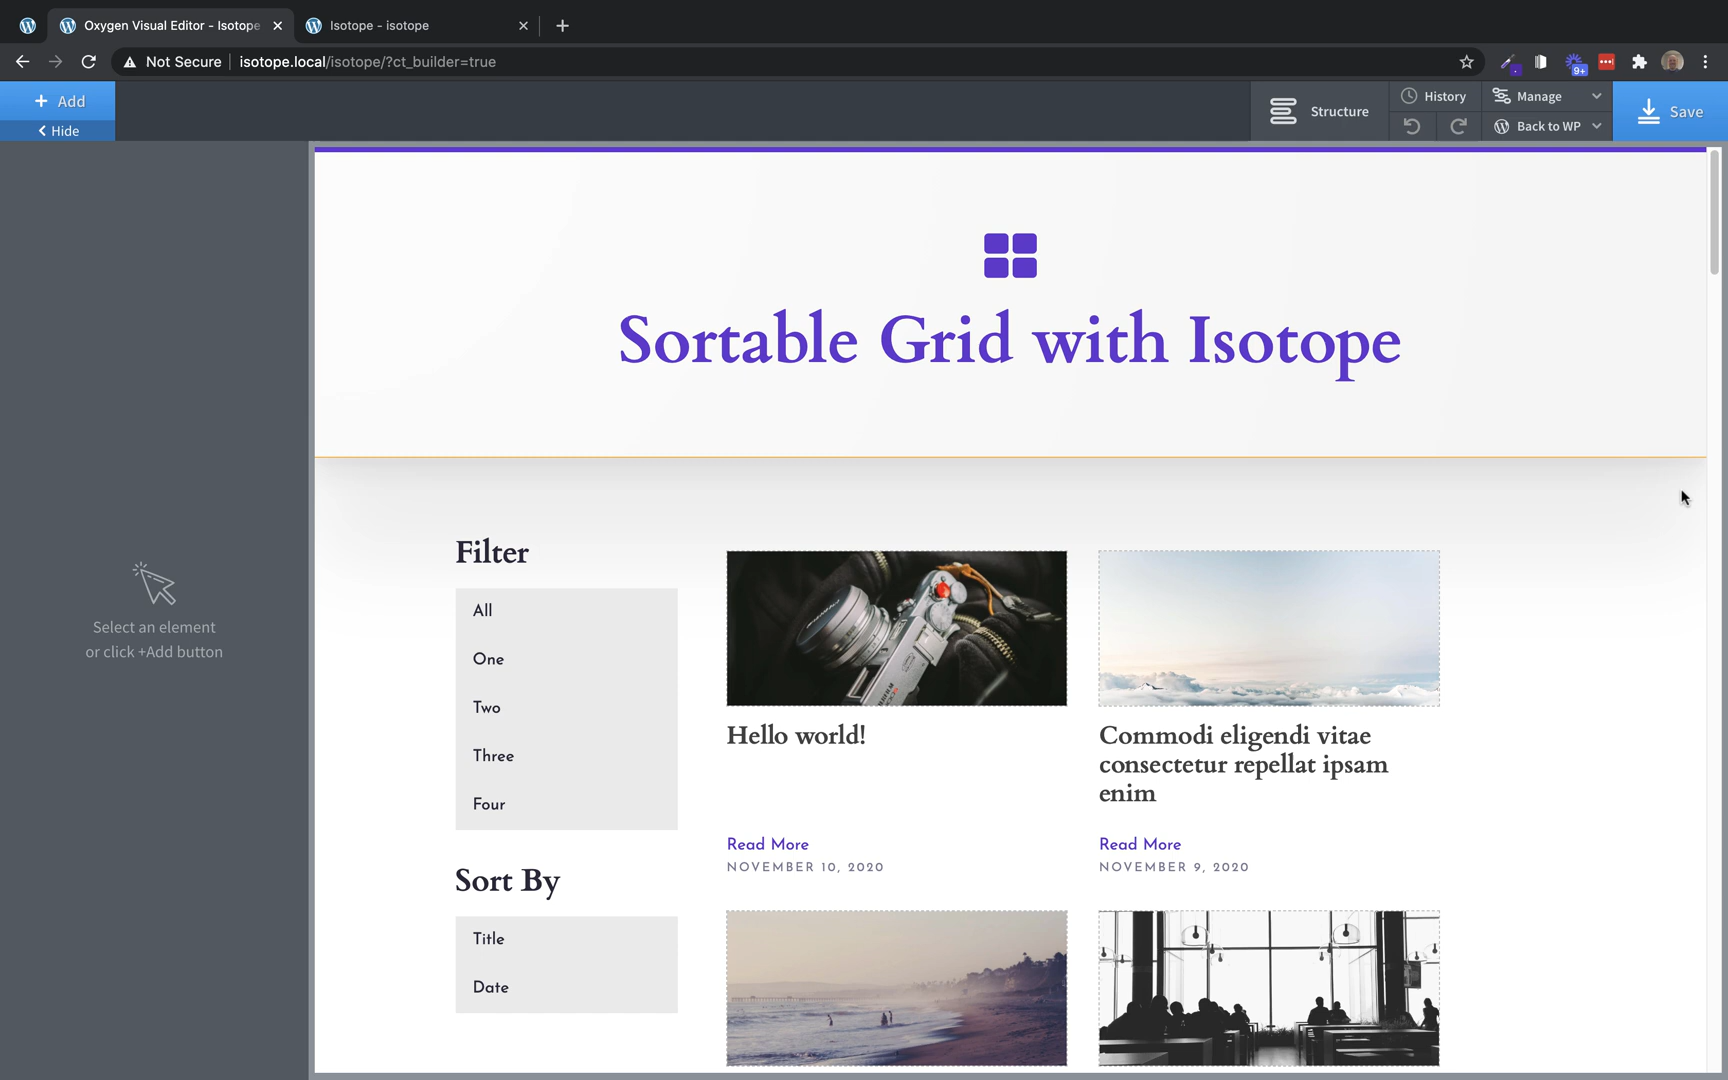 Oxygen Visual Editor - Isotope
Isotope - isotope
Not Secure
isotope.local/isotope/?ct_builder=true
9+
+ Add
Hide
Structure
History
Manage
Back to WP
Save
Select an element
or click +Add button
Sortable Grid with Isotope
Filter
All
One
Two
Three
Four
Sort By
Title
Date
Hello world!
Read More
NOVEMBER 10, 2020
Commodi eligendi vitae
consectetur repellat ipsam
enim
Read More
NOVEMBER 9, 2020